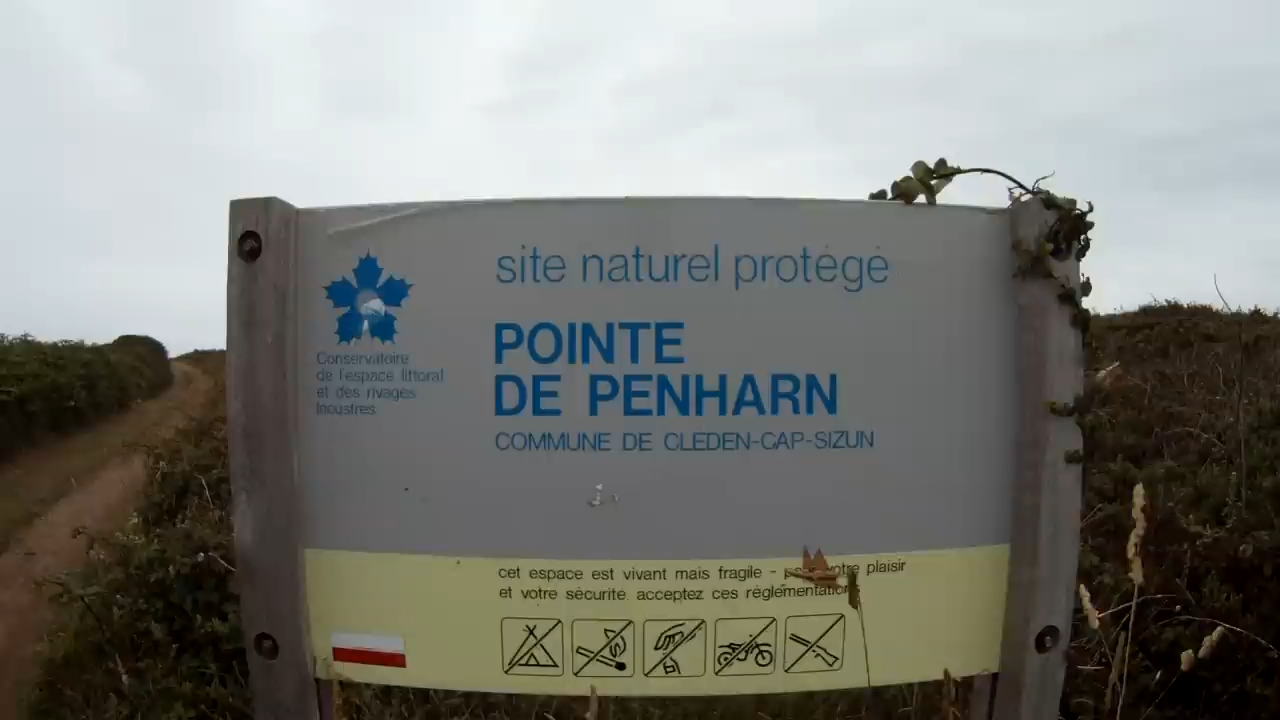 site naturel protégé
POINTE
DE PENHARN
COMMUNE DE CLEDEN-CAP-SIZUN
Conservatoire
de l'espace littoral
et des rivages
lacustres
cet espace est vivant mais fragile - pour votre plaisir
et votre sécurité acceptez ces réglementations